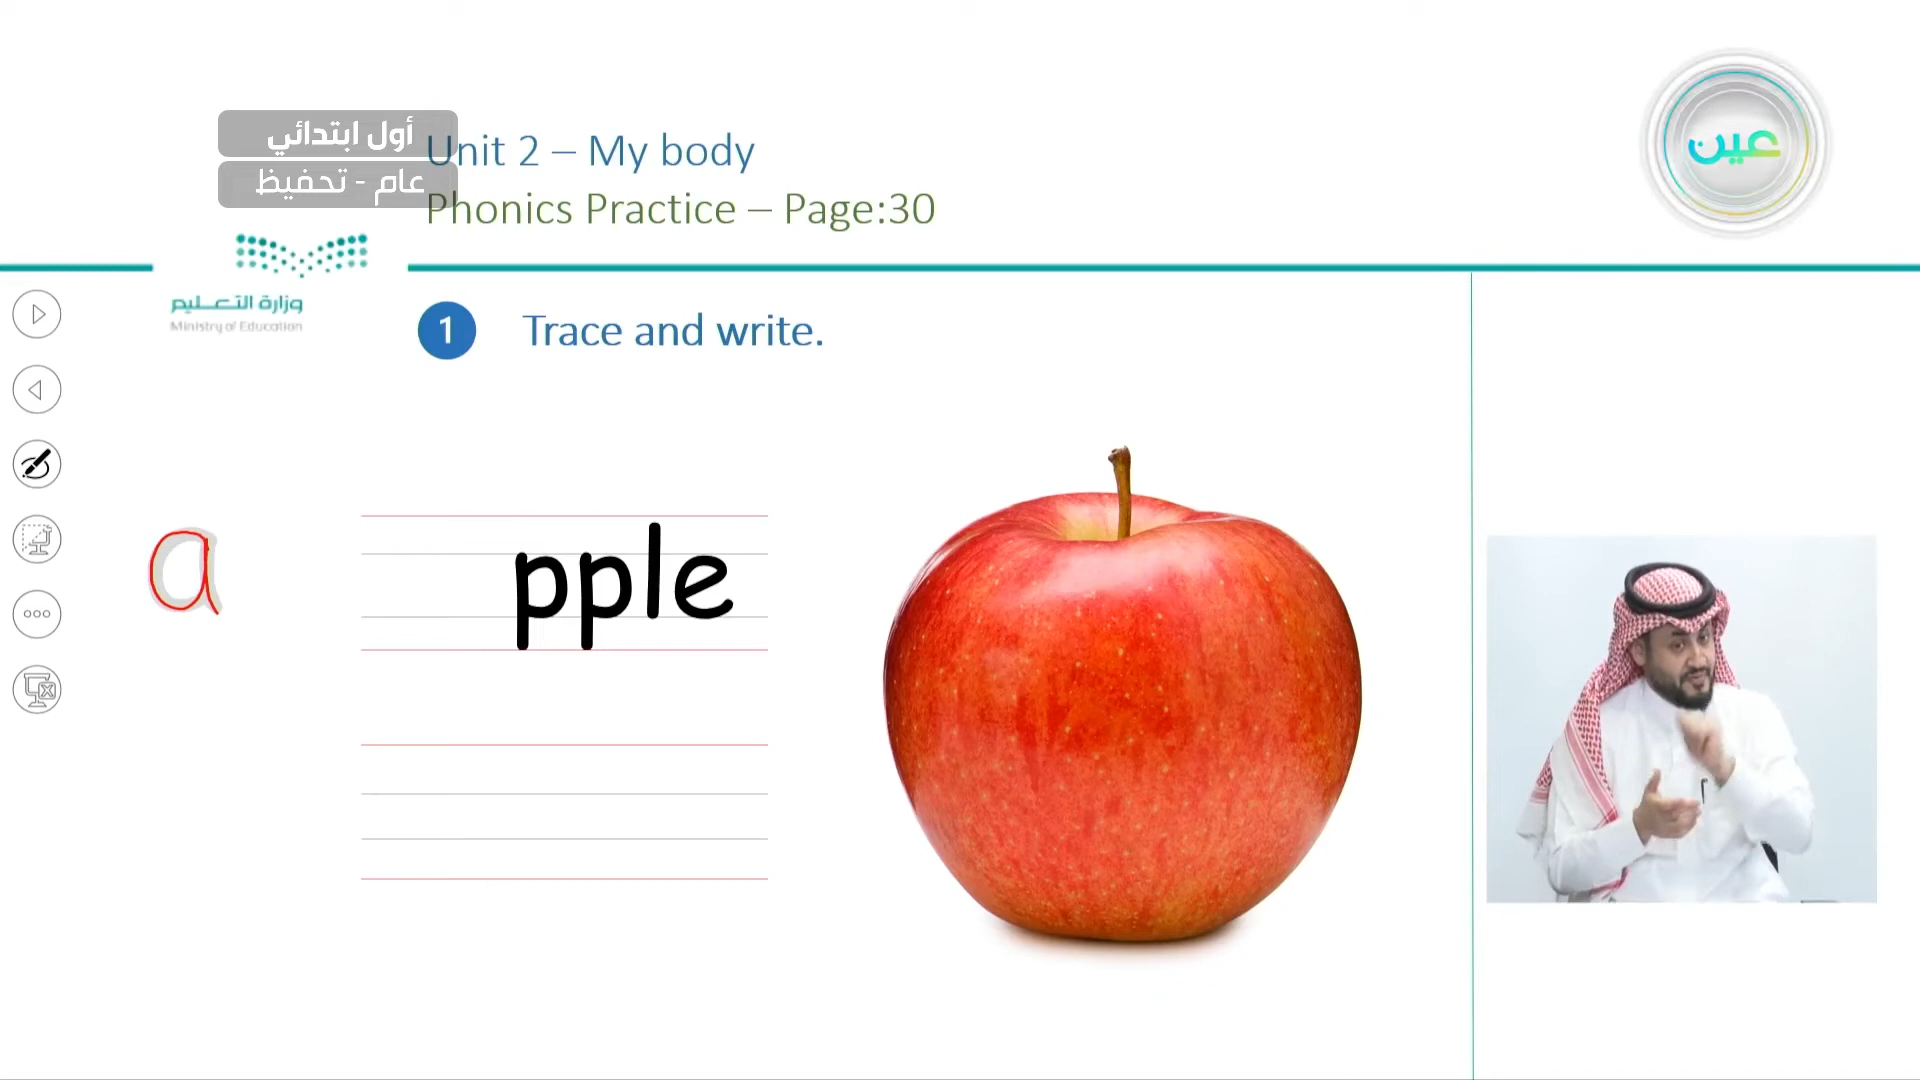 أول ابتدائي
عام - تحفيظ
Unit 2 – My body
Phonics Practice – Page:30
عين
وزارة التعليم
Ministry of Education
1 Trace and write.
a pple